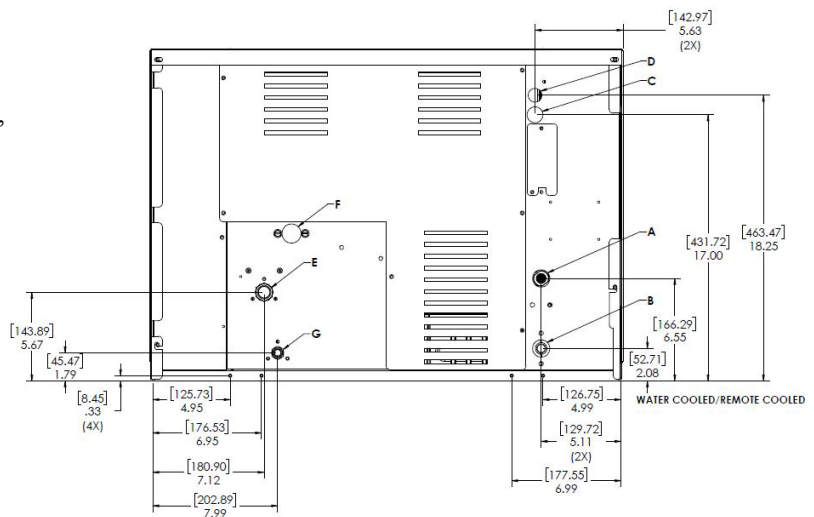 [142.97]
5.63
(2X)
D
C
F
A
E
B
G
[463.47]
18.25
[431.72]
17.00
[166.29]
6.55
[52.71]
2.08
[143.89]
5.67
[45.47]
1.79
[8.45]
.33
(4X)
[125.73]
4.95
[176.53]
6.95
[180.90]
7.12
[202.89]
7.99
[126.75]
4.99
WATER COOLED/REMOTE COOLED
[129.72]
5.11
(2X)
[177.55]
6.99